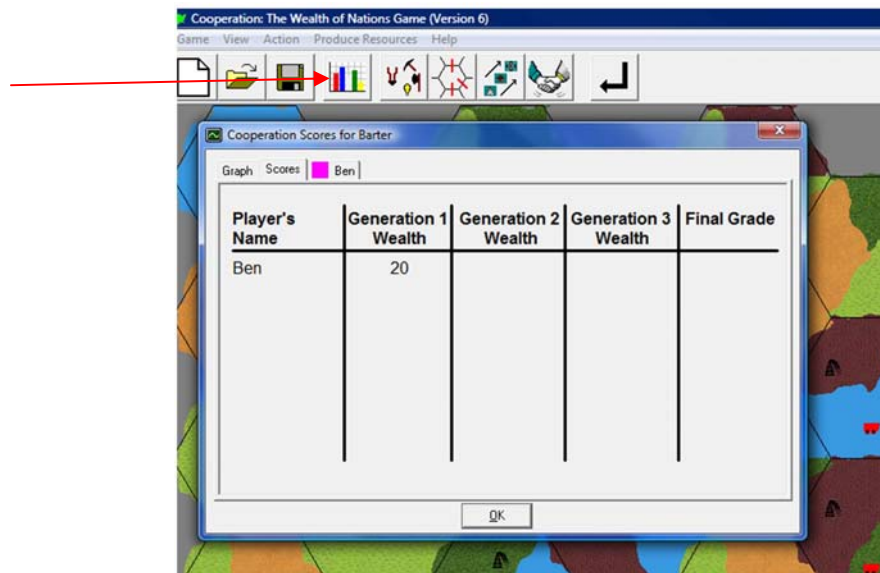 Cooperation: The Wealth of Nations Game (Version 6)
Game View Action Produce Resources Help
Cooperation Scores for Barter
Graph Scores Ben
Player's Name Generation 1 Wealth Generation 2 Wealth Generation 3 Wealth Final Grade
Ben 20
OK